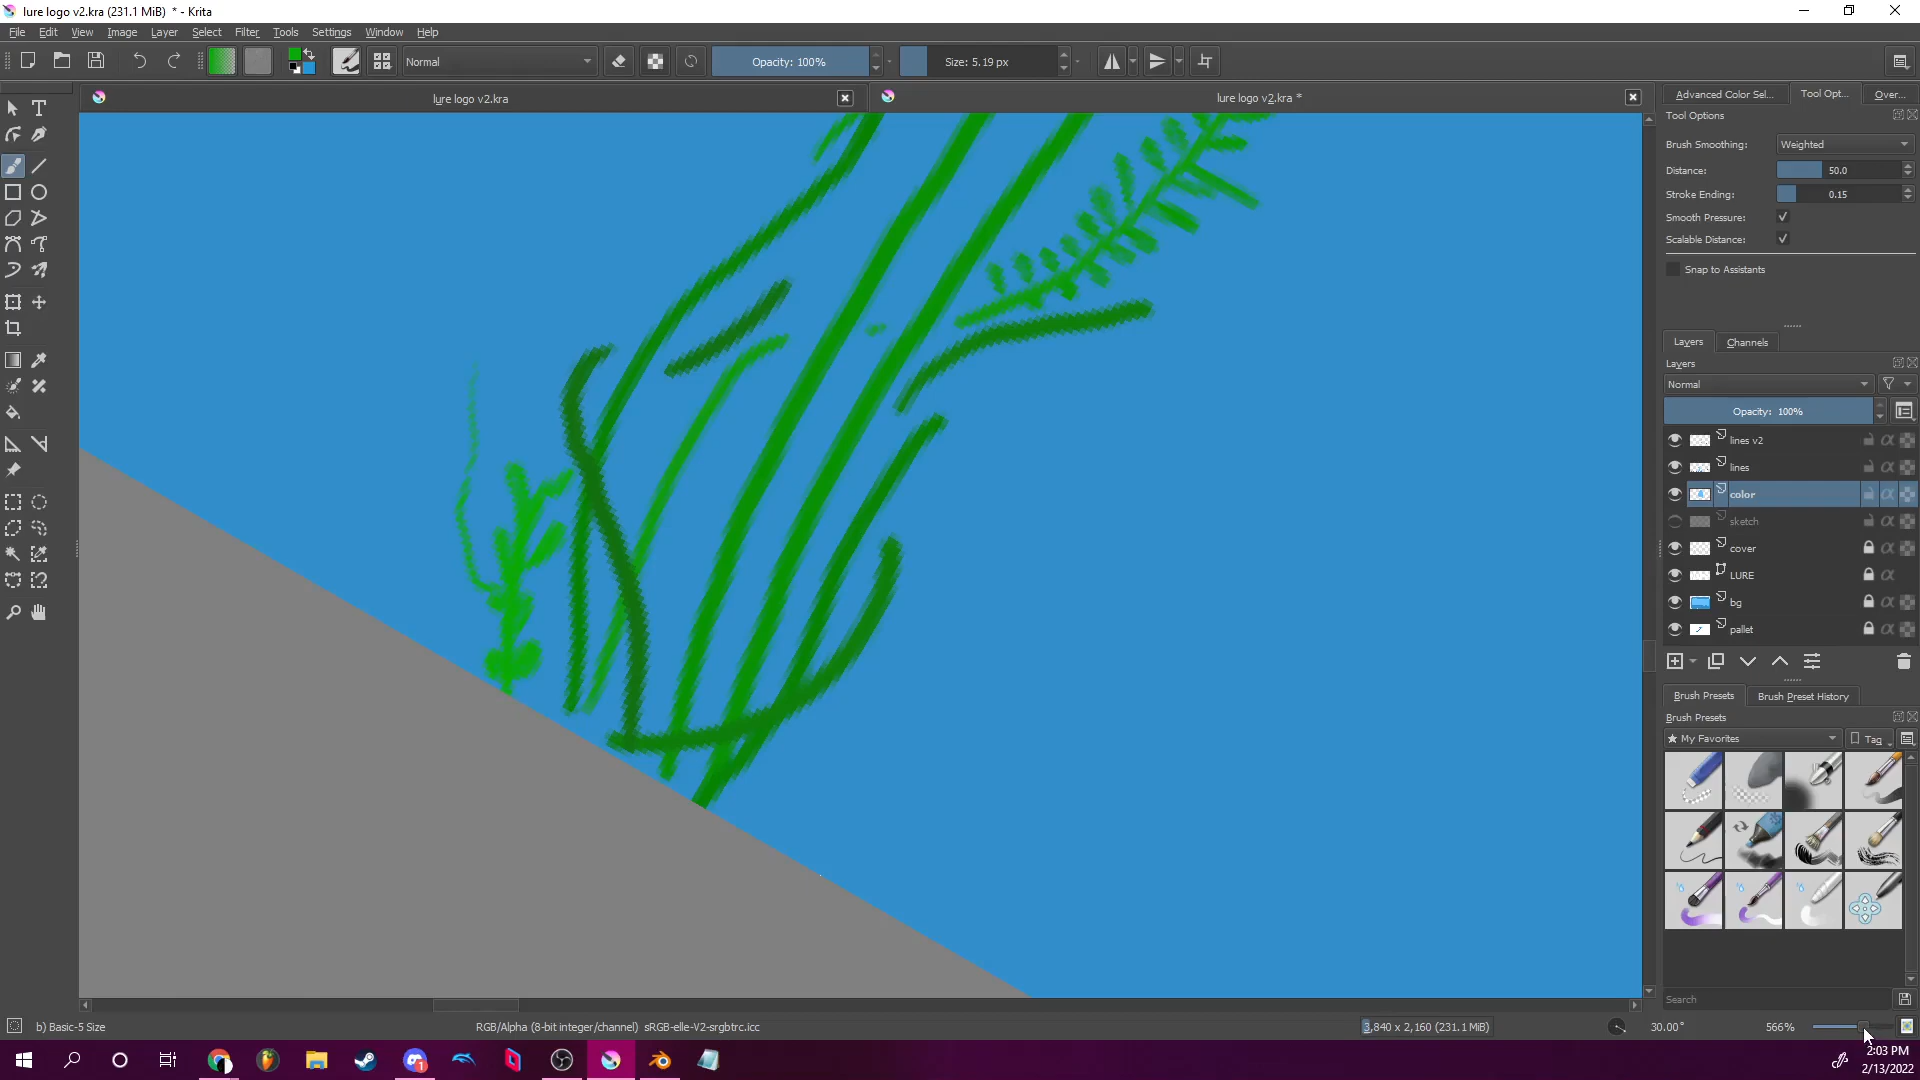 lure logo v2.kra (231.1 MiB)  * - Krita
File Edit View Image Layer Select Filter Tools Settings Window Help
Normal
Opacity: 100%
Size: 5.19 px
lure logo v2.kra
lure logo v2.kra *
Advanced Color Sel...
Tool Opt...
Over...
Tool Options
Brush Smoothing: Weighted
Distance: 50.0
Stroke Ending: 0.15
Smooth Pressure:
Scalable Distance:
Snap to Assistants
Layers Channels
Layers
Normal
Opacity: 100%
lines v2
lines
color
sketch
cover
LURE
bg
pallet
Brush Presets Brush Preset History
Brush Presets
★ My Favorites Tag
Search
b) Basic-5 Size
RGB/Alpha (8-bit integer/channel)  sRGB-elle-V2-srgbtrc.icc
3,840 x 2,160 (231.1 MiB)
30.00°
566%
2:03 PM
2/13/2022